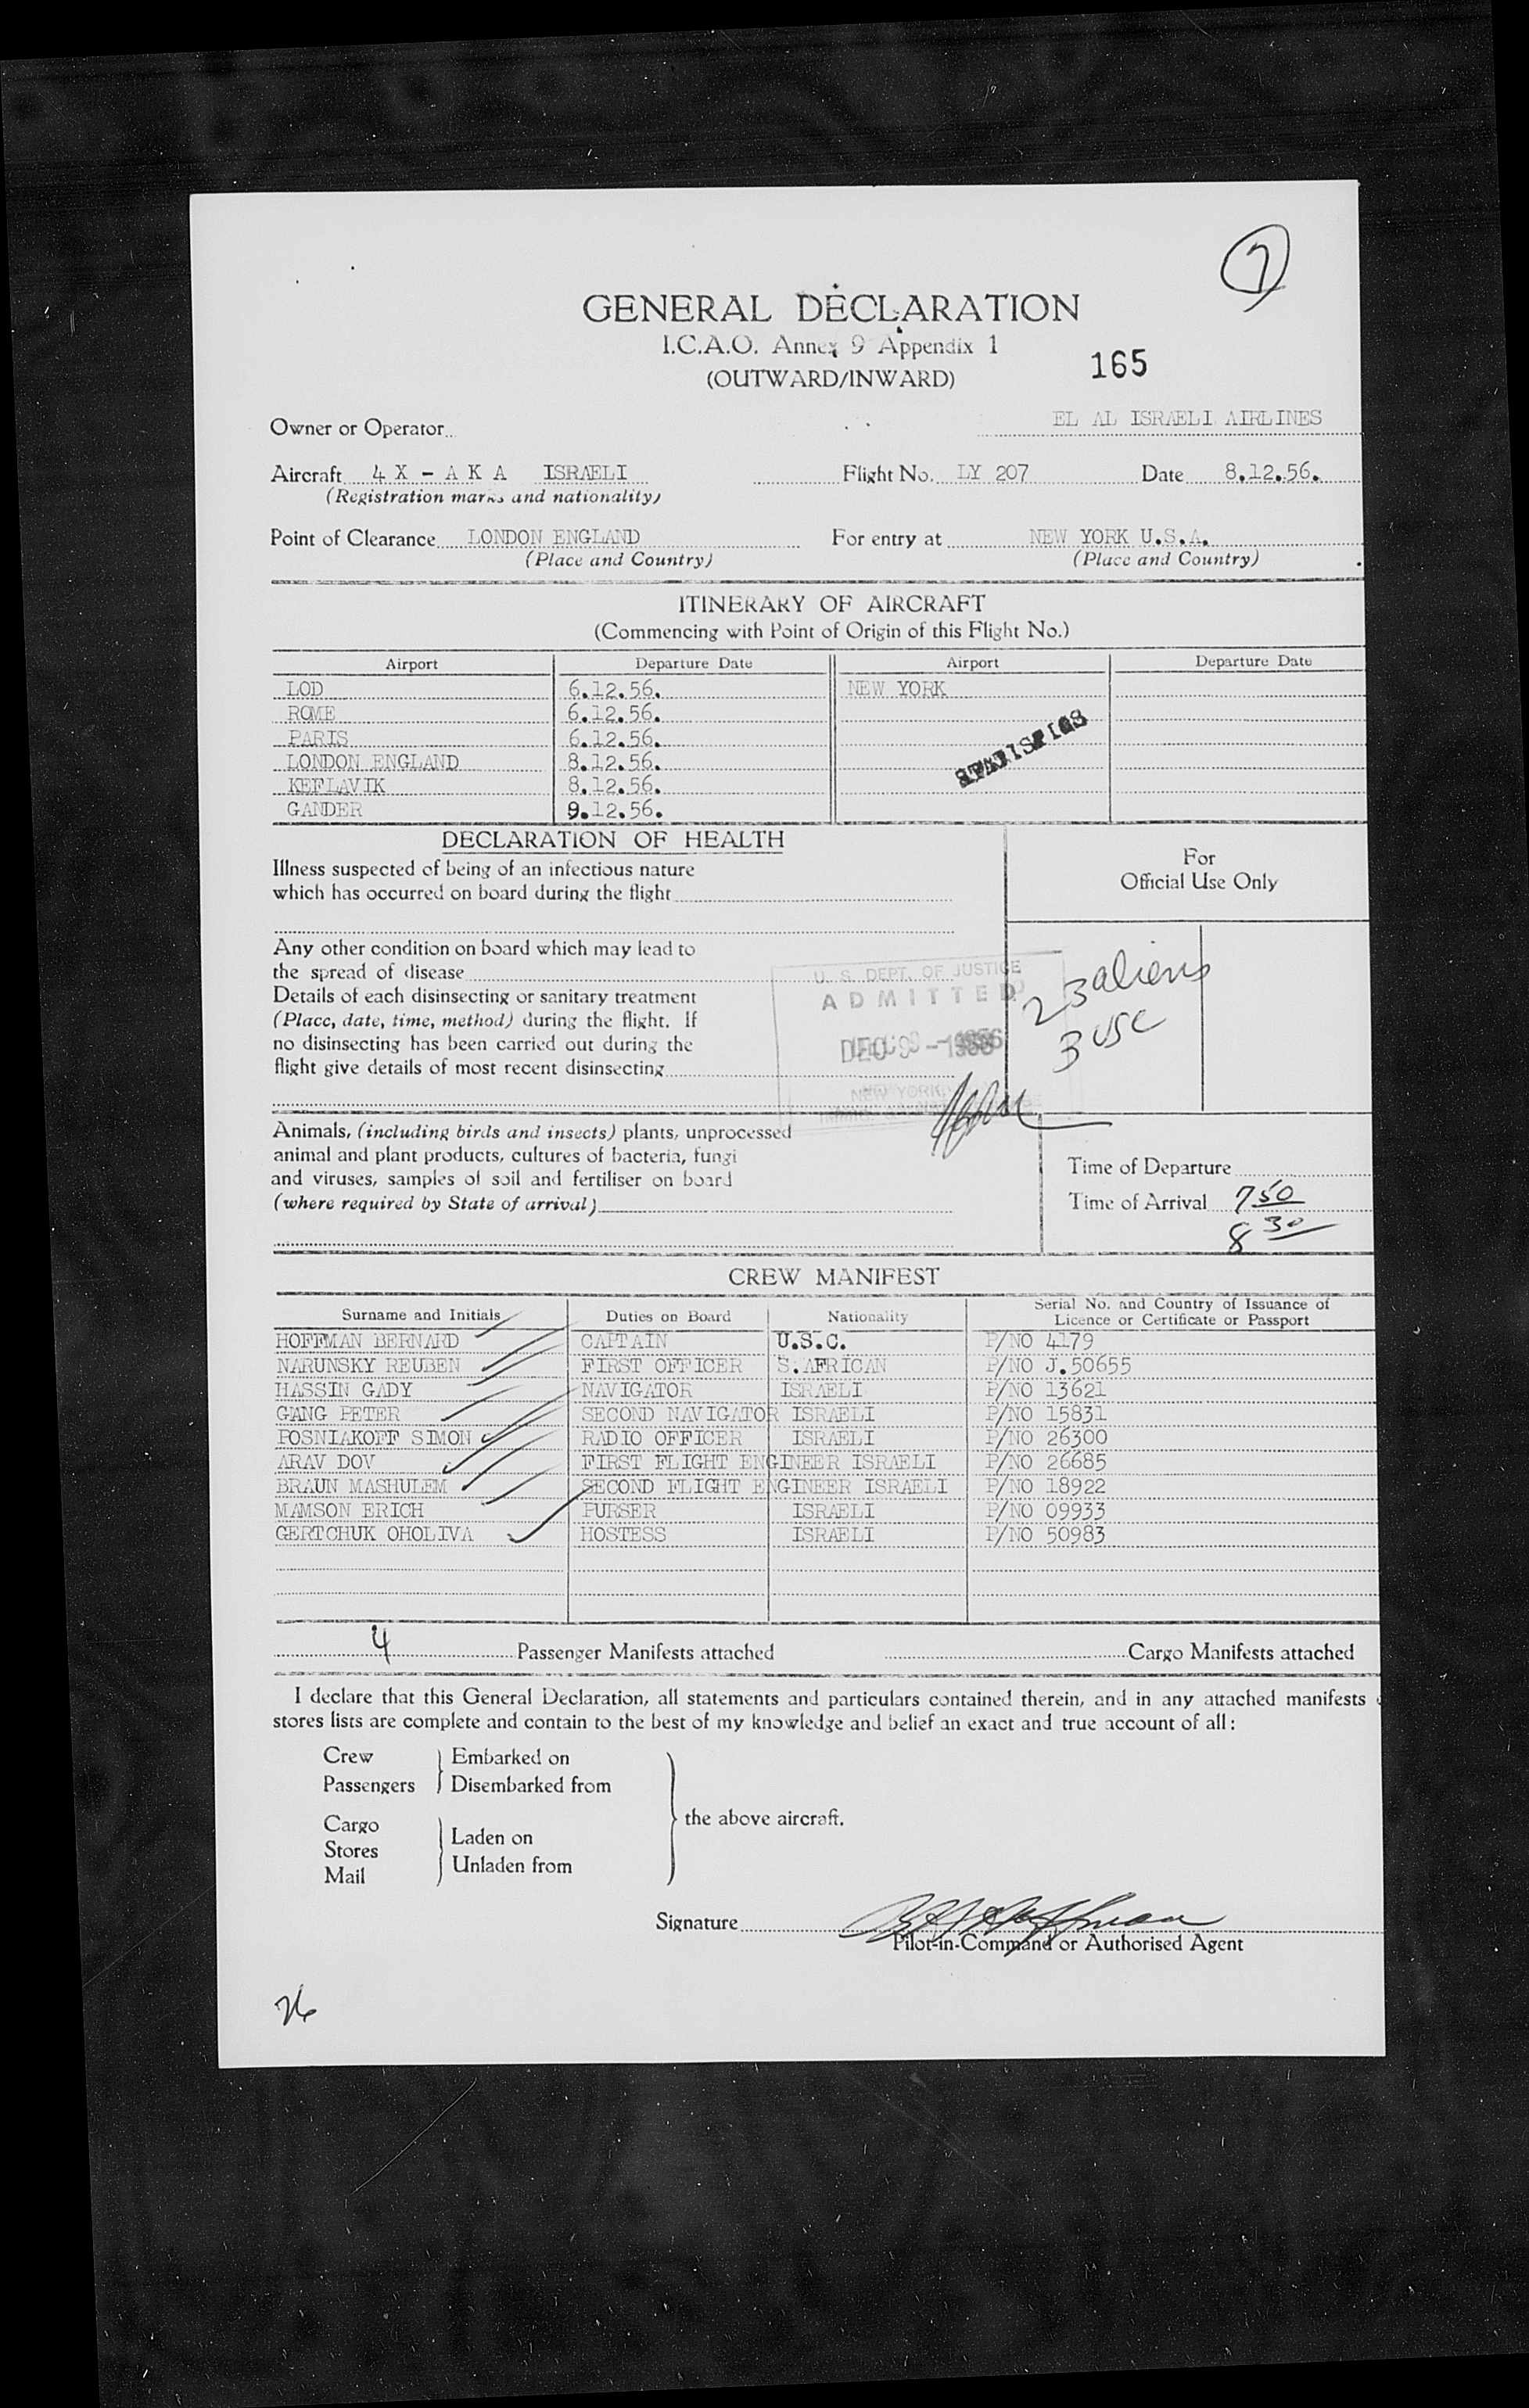 7
GENERAL DECLARATION
I.C.A.O. Annex 9 Appendix 1
165
(OUTWARD/INWARD)
Owner or Operator EL AL ISRAELI AIRLINES
Aircraft 4 X - A K A ISRAELI Flight No. LY 207 Date 8.12.56.
(Registration marks and nationality)
Point of Clearance LONDON ENGLAND For entry at NEW YORK U.S.A.
(Place and Country) (Place and Country)
ITINERARY OF AIRCRAFT
(Commencing with Point of Origin of this Flight No.)
Airport Departure Date Airport Departure Date
LOD 6.12.56. NEW YORK
ROME 6.12.56.
PARIS 6.12.56.
STATISTICS
LONDON ENGLAND 8.12.56.
KEFLAVIK 8.12.56.
GANDER 9.12.56.
DECLARATION OF HEALTH
For
Official Use Only
Illness suspected of being of an infectious nature
which has occurred on board during the flight
Any other condition on board which may lead to
the spread of disease
Details of each disinsecting or sanitary treatment
(Place, date, time, method) during the flight. If
no disinsecting has been carried out during the
flight give details of most recent disinsecting
U. S. DEPT. OF JUSTICE
ADMITTED
DEC 9 - 1956
NEW YORK
23 aliens
3 USC
Animals, (including birds and insects) plants, unprocessed
animal and plant products, cultures of bacteria, fungi
and viruses, samples of soil and fertiliser on board
(where required by State of arrival)
Time of Departure
Time of Arrival 7 50
8 30
CREW MANIFEST
Surname and Initials Duties on Board Nationality Serial No. and Country of Issuance of
Licence or Certificate or Passport
HOFFMAN BERNARD CAPTAIN U.S.C. P/NO 4179
NARUNSKY REUBEN FIRST OFFICER S.AFRICAN P/NO J.50655
HASSIN GADY NAVIGATOR ISRAELI P/NO 13621
GANG PETER SECOND NAVIGATOR ISRAELI P/NO 15831
POSNIAKOFF SIMON RADIO OFFICER ISRAELI P/NO 26300
ARAV DOV FIRST FLIGHT ENGINEER ISRAELI P/NO 26685
BRAUN MASHULEM SECOND FLIGHT ENGINEER ISRAELI P/NO 18922
MAMSON ERICH PURSER ISRAELI P/NO 09933
GERTCHUK OHOLIVA HOSTESS ISRAELI P/NO 50983
4 Passenger Manifests attached Cargo Manifests attached
I declare that this General Declaration, all statements and particulars contained therein, and in any attached manifests
stores lists are complete and contain to the best of my knowledge and belief an exact and true account of all:
Crew Embarked on
Passengers Disembarked from
the above aircraft.
Cargo
Stores Laden on
Mail Unladen from
Signature Hoffman
Pilot-in-Command or Authorised Agent
26